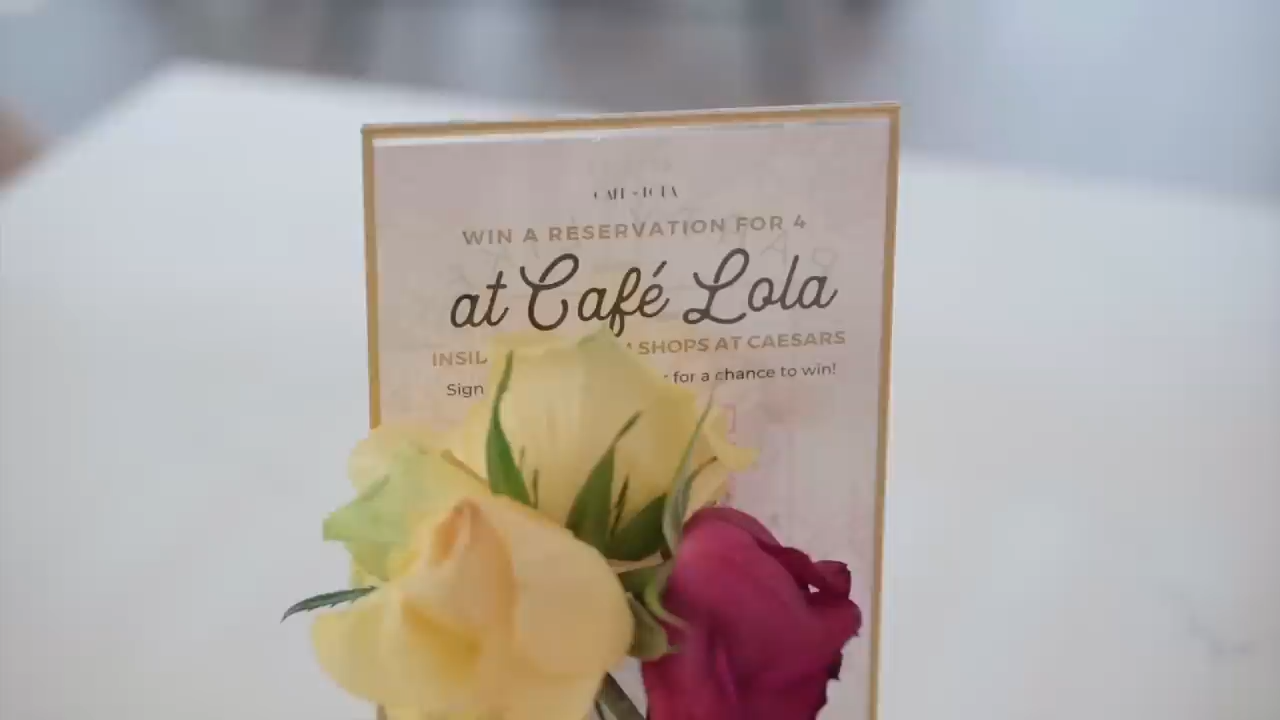 CAFE LOLA
WIN A RESERVATION FOR 4
at Café Lola
SHOPS AT CAESARS
Sign for a chance to win!